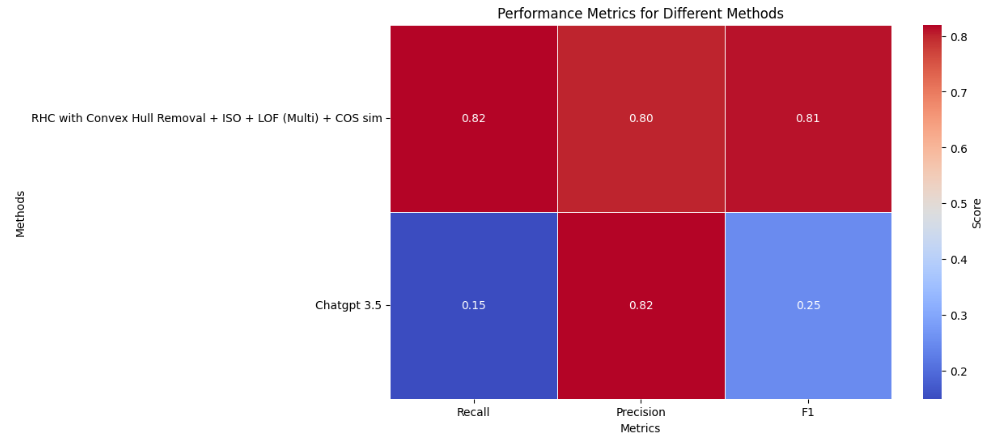 Performance Metrics for Different Methods
RHC with Convex Hull Removal + ISO + LOF (Multi) + COS sim
0.82 0.80 0.81
Methods
Chatgpt 3.5
0.15 0.82 0.25
Recall Precision F1
Metrics
0.8
0.7
0.6
0.5
0.4
0.3
0.2
Score